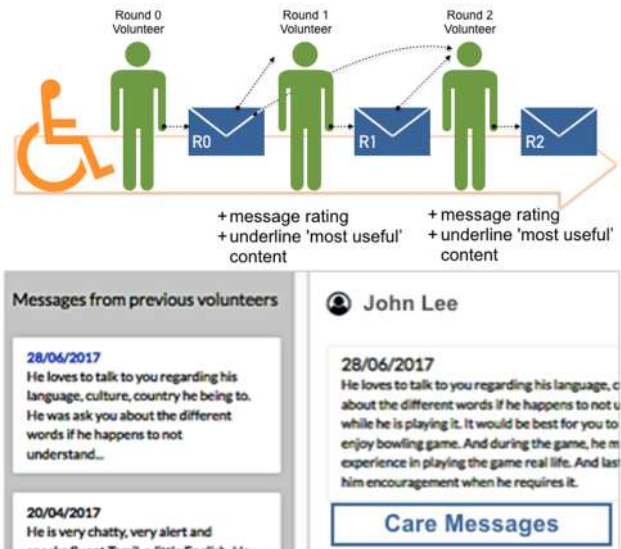 Round 0
Volunteer
Round 1
Volunteer
Round 2
Volunteer
R0
R1
R2
+ message rating
+ underline 'most useful'
content
+ message rating
+ underline 'most useful'
content
Messages from previous volunteers
28/06/2017
He loves to talk to you regarding his
language, culture, country he being to.
He was ask you about the different
words if he happens to not
understand...
20/04/2017
He is very chatty, very alert and
John Lee
28/06/2017
He loves to talk to you regarding his language, c
about the different words if he happens to not u
while he is playing it. It would be best for you to
enjoy bowling game. And during the game, he m
experience in playing the game real life. And las
him encouragement when he requires it.
Care Messages